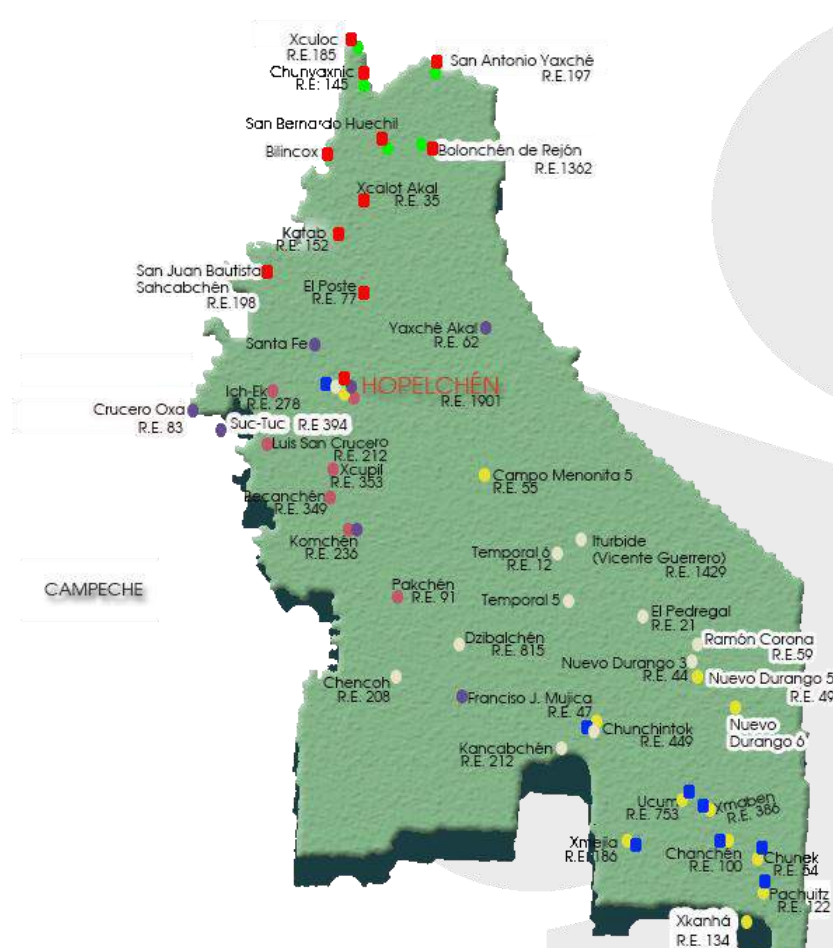 Xculoc
R.E.185
San Antonio Yaxché
R.E.197
Chunyaxnic
R.E: 145
San Bernardo Huechil
Bilincox
Bolonchén de Rejón
R.E.1362
Xcalot Akal
R.E. 35
Katab
R.E. 152
San Juan Bautista
Sahcabchén
R.E.198
El Poste
R.E. 77
Yaxché Akal
R.E. 62
Santa Fe
HOPELCHÉN
R.E. 1901
Ich-Ek
R.E. 278
Crucero Oxa
R.E. 83
Suc-Tuc R.E 394
Luis San Crucero
R.E. 212
Xcupil
R.E. 353
Becanchén
R.E. 349
Campo Menonita 5
R.E. 55
Komchén
R.E. 236
Iturbide
(Vicente Guerrero)
R.E. 1429
Temporal 6
R.E. 12
CAMPECHE
Pakchén
R.E. 91
Temporal 5
El Pedregal
R.E. 21
Dzibalchén
R.E. 815
Ramón Corona
R.E.59
Nuevo Durango 3
R.E. 44
Nuevo Durango 5
R.E. 49
Chencoh
R.E. 208
Franciso J. Mujica
R.E. 47
Nuevo
Durango 6
Chunchintok
R.E. 449
Kancabchén
R.E. 212
Ucum
R.E. 753
Xmaben
R.E. 386
Xmejia
R.E. 186
Chanchén
R.E. 100
Chunek
R.E. 54
Pachuitz
R.E. 122
Xkanhá
R.E. 134